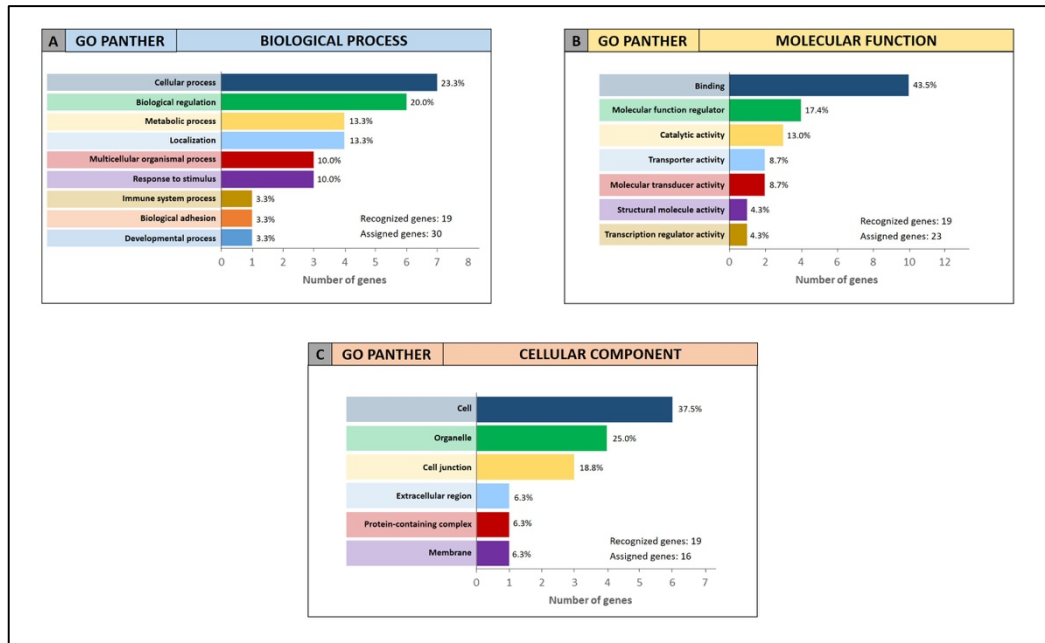 A GO PANTHER BIOLOGICAL PROCESS
Cellular process 23.3%
Biological regulation 20.0%
Metabolic process 13.3%
Localization 13.3%
Multicellular organismal process 10.0%
Response to stimulus 10.0%
Immune system process 3.3%
Biological adhesion 3.3%
Developmental process 3.3%
Recognized genes: 19
Assigned genes: 30
0 1 2 3 4 5 6 7 8
Number of genes
B GO PANTHER MOLECULAR FUNCTION
Binding 43.5%
Molecular function regulator 17.4%
Catalytic activity 13.0%
Transporter activity 8.7%
Molecular transducer activity 8.7%
Structural molecule activity 4.3%
Transcription regulator activity 4.3%
Recognized genes: 19
Assigned genes: 23
0 2 4 6 8 10 12
Number of genes
C GO PANTHER CELLULAR COMPONENT
Cell 37.5%
Organelle 25.0%
Cell junction 18.8%
Extracellular region 6.3%
Protein-containing complex 6.3%
Membrane 6.3%
Recognized genes: 19
Assigned genes: 16
0 1 2 3 4 5 6 7
Number of genes